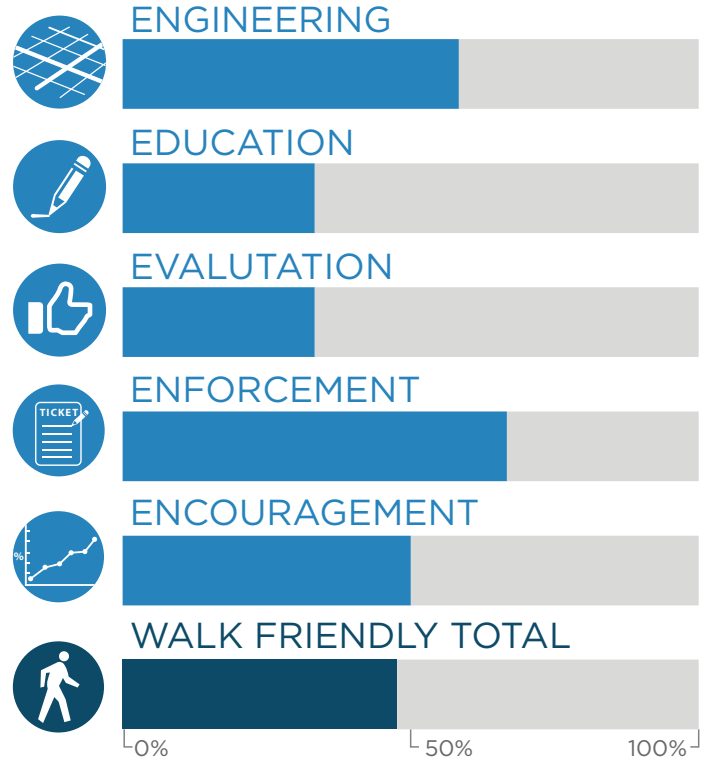 ENGINEERING
EDUCATION
EVALUTATION
ENFORCEMENT
TICKET
ENCOURAGEMENT
%
WALK FRIENDLY TOTAL
0% 50% 100%